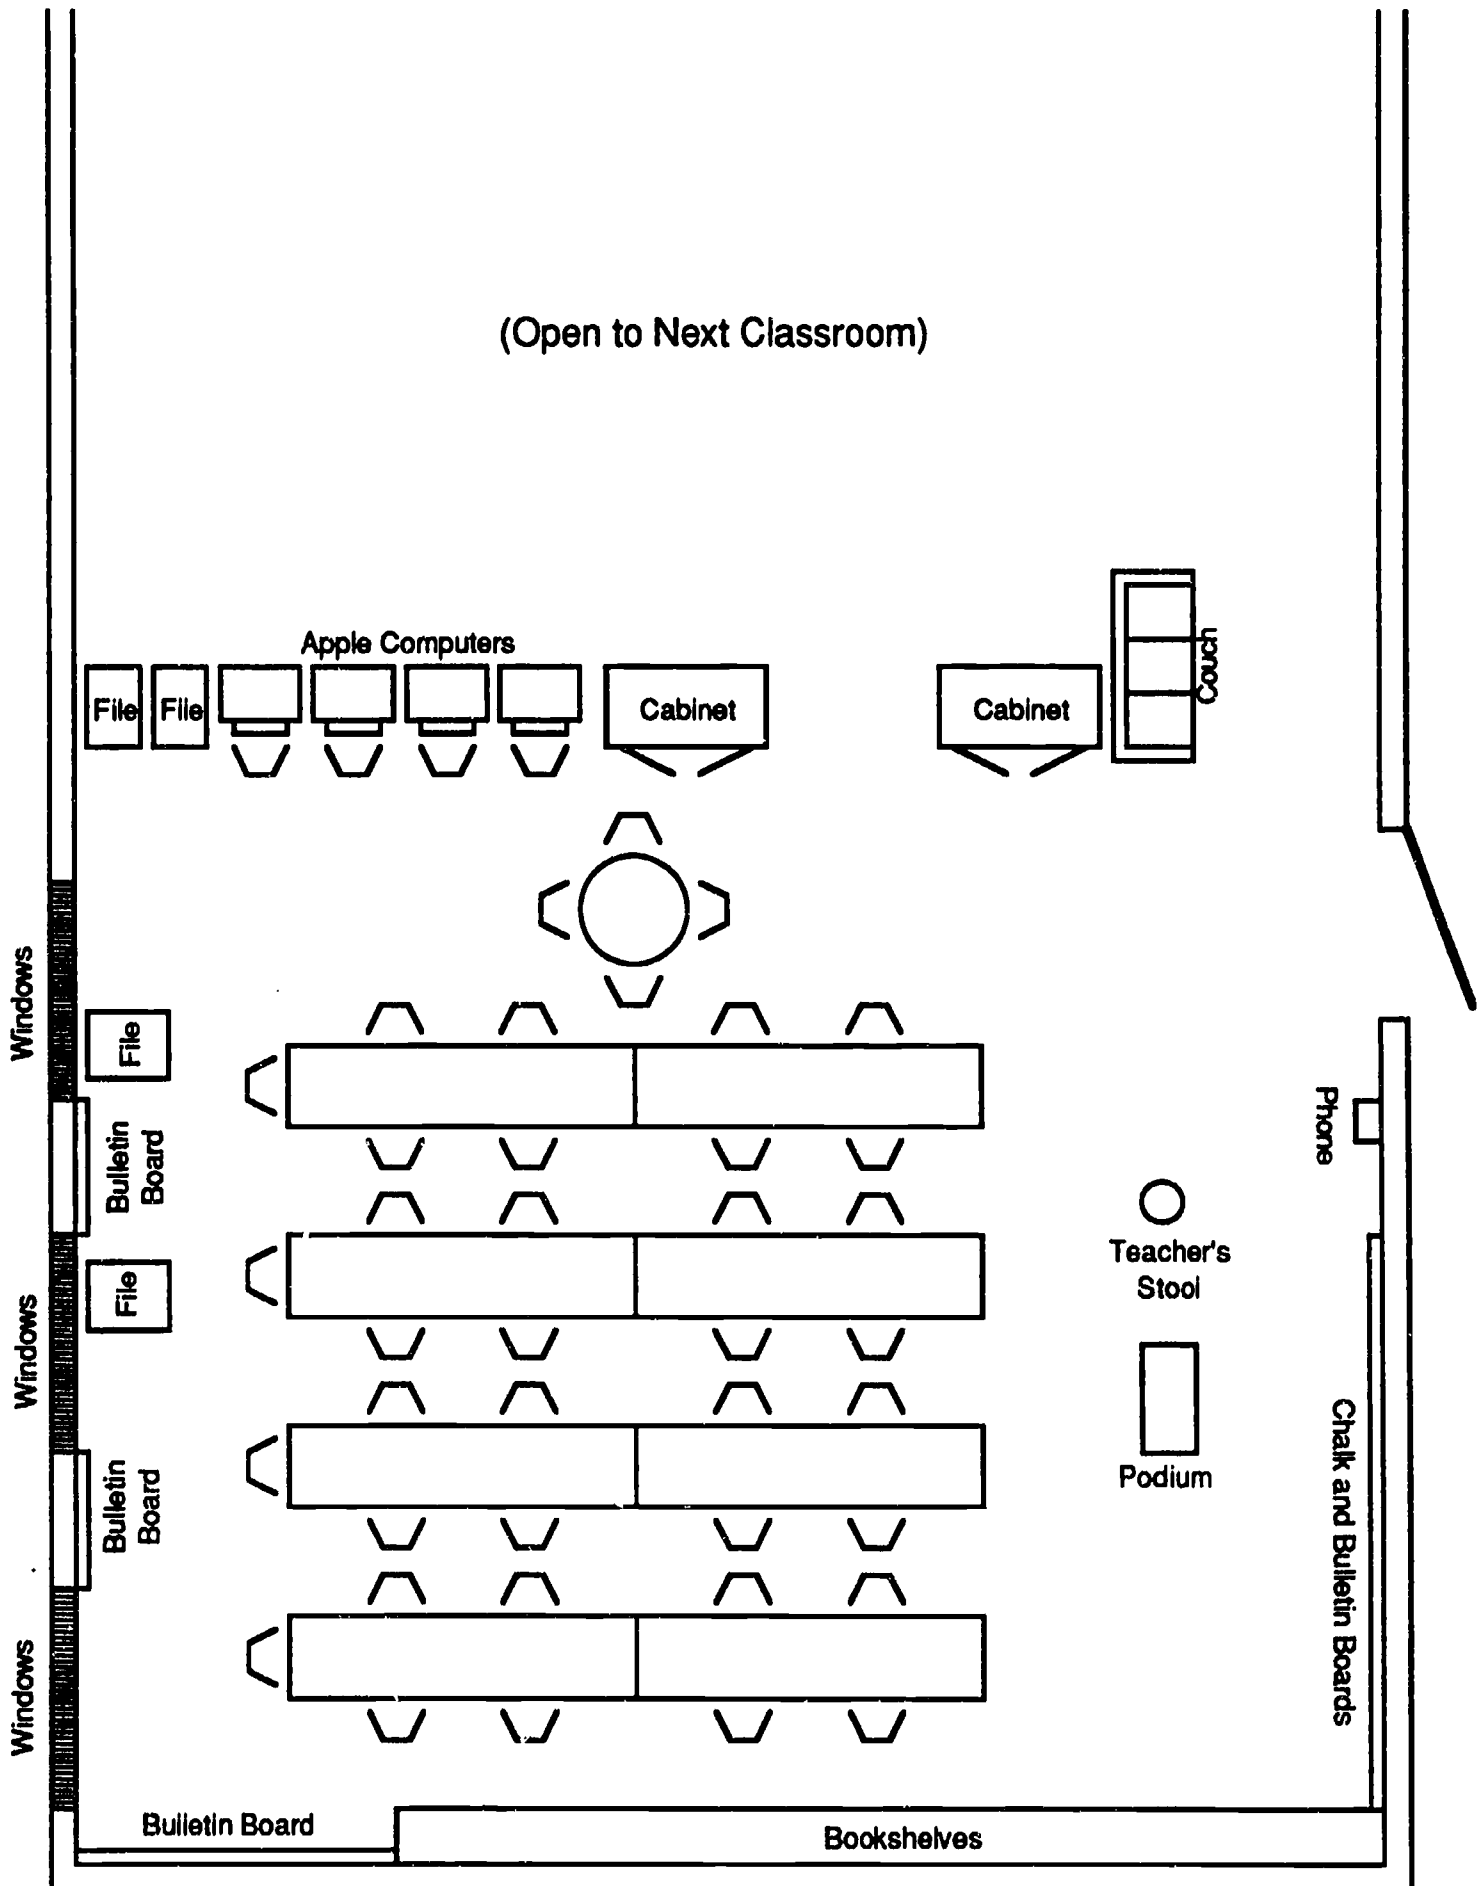 (Open to Next Classroom)
Apple Computers
Couch
File
File
Cabinet
Cabinet
Windows
File
Bulletin
Board
Phone
Teacher's
Stool
Windows
File
Podium
Chalk and Bulletin Boards
Bulletin
Board
Windows
Bulletin Board
Bookshelves